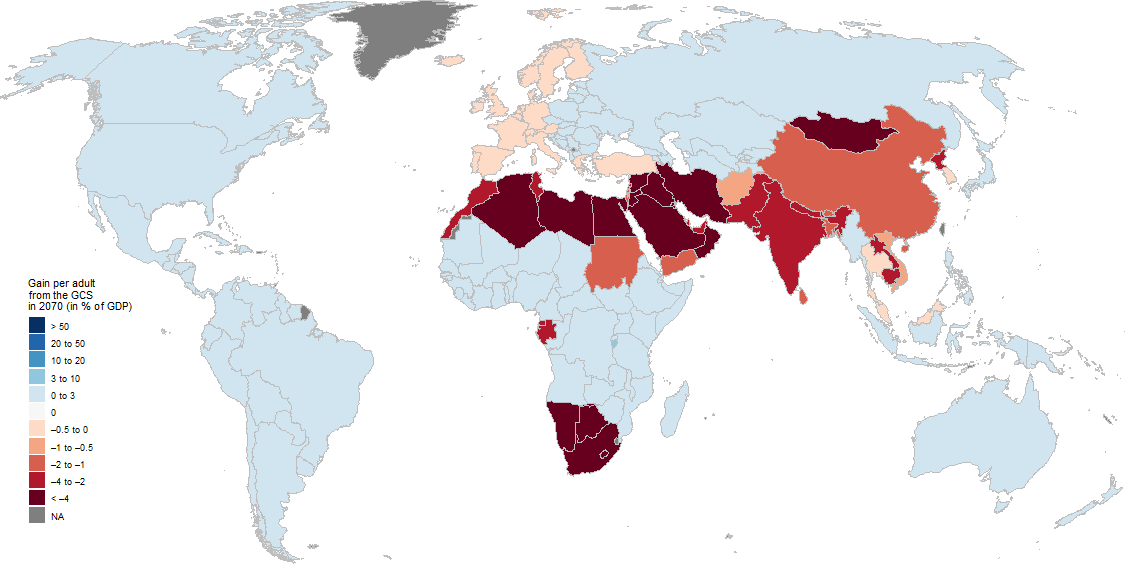 Gain per adult
from the GCS
in 2070 (in % of GDP)
> 50
20 to 50
10 to 20
3 to 10
0 to 3
0
–0.5 to 0
–1 to –0.5
–2 to –1
–4 to –2
< –4
NA